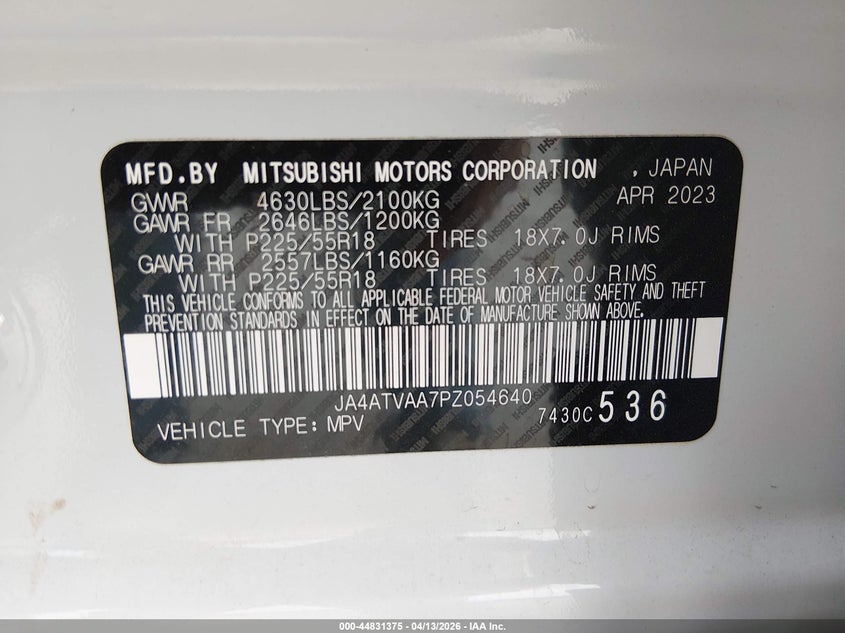 MFD.BY MITSUBISHI MOTORS CORPORATION , JAPAN
GVWR 4630LBS/2100KG APR 2023
GAWR FR 2646LBS/1200KG
WITH P225/55R18 TIRES 18X7.0J RIMS
GAWR RR 2557LBS/1160KG
WITH P225/55R18 TIRES 18X7.0J RIMS
THIS VEHICLE CONFORMS TO ALL APPLICABLE FEDERAL MOTOR VEHICLE SAFETY AND THEFT
PREVENTION STANDARDS IN EFFECT ON THE DATE OF MANUFACTURE SHOWN ABOVE.
JA4ATVAA7PZ054640
VEHICLE TYPE: MPV 7430C 536
000-44831375 - 04/13/2026 - IAA Inc.